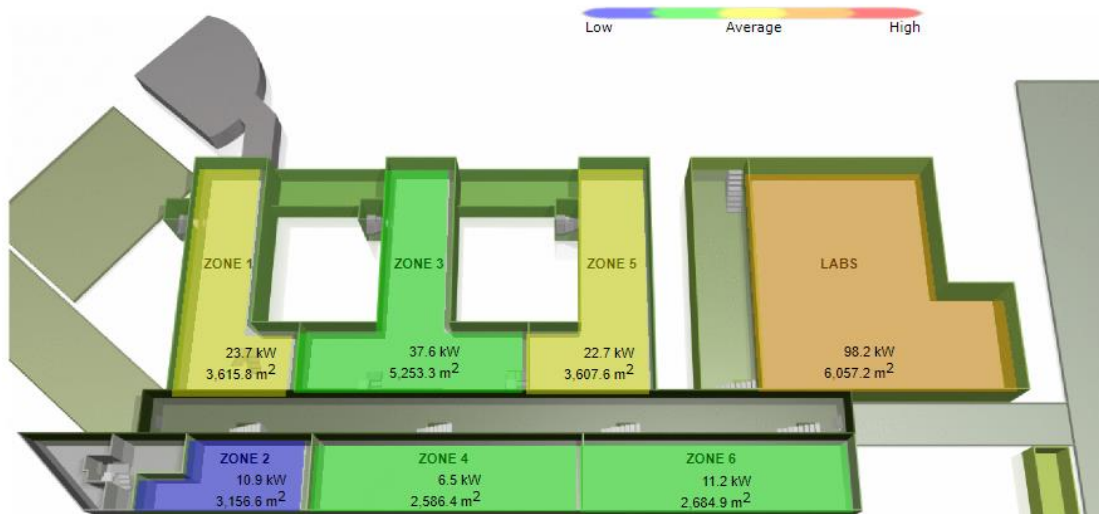 Low Average High
ZONE 1
ZONE 3
ZONE 5
LABS
23.7 kW
3,615.8 m²
37.6 kW
5,253.3 m²
22.7 kW
3,607.6 m²
98.2 kW
6,057.2 m²
ZONE 2
10.9 kW
3,156.6 m²
ZONE 4
6.5 kW
2,586.4 m²
ZONE 6
11.2 kW
2,684.9 m²